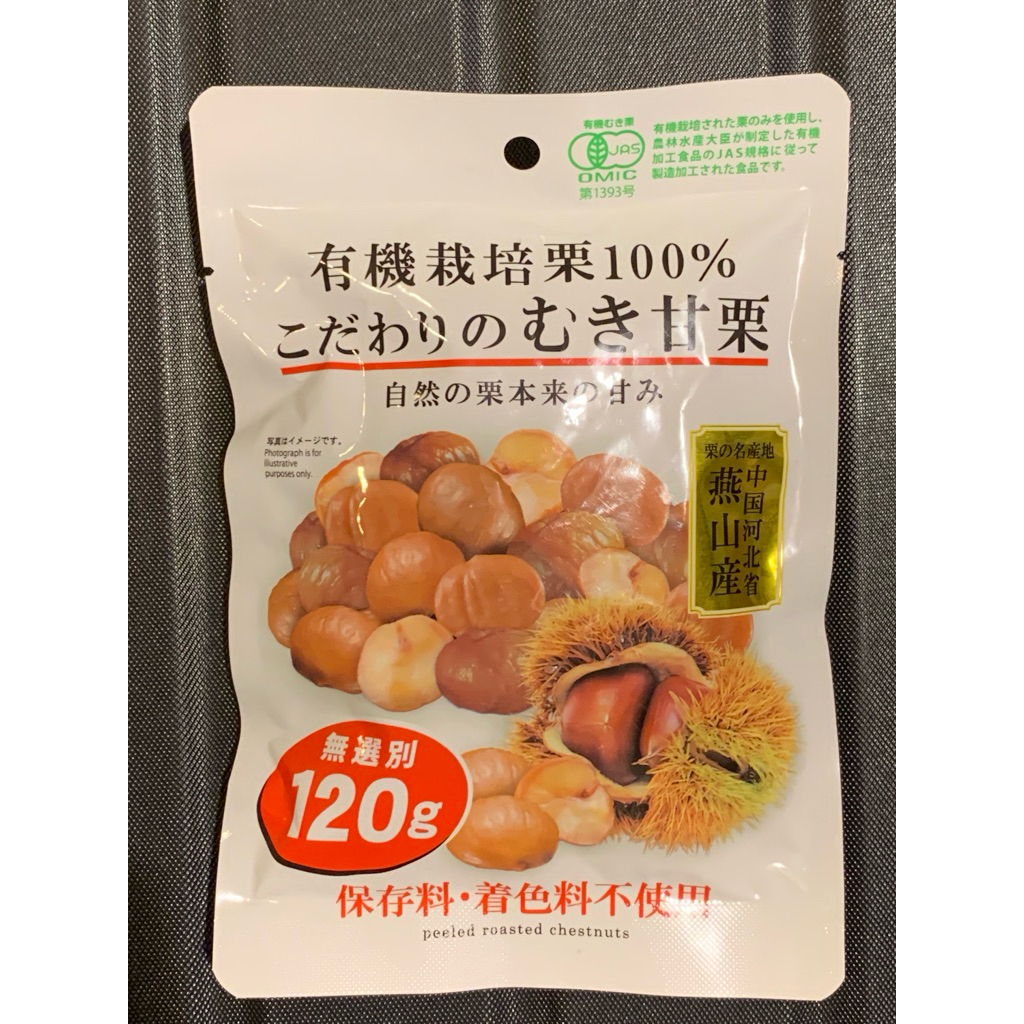 有機むき栗
JAS
OMIC
第1393号
有機栽培された栗のみを使用し、
農林水産大臣が制定した有機
加工食品のJAS規格に従って
製造加工された食品です。
有機栽培栗100%
こだわりのむき甘栗
自然の栗本来の甘み
写真はイメージです。
Photograph is for
illustrative
purposes only.
栗の名産地
中国河北省
燕山産
無選別
120g
保存料・着色料不使用
peeled roasted chestnuts